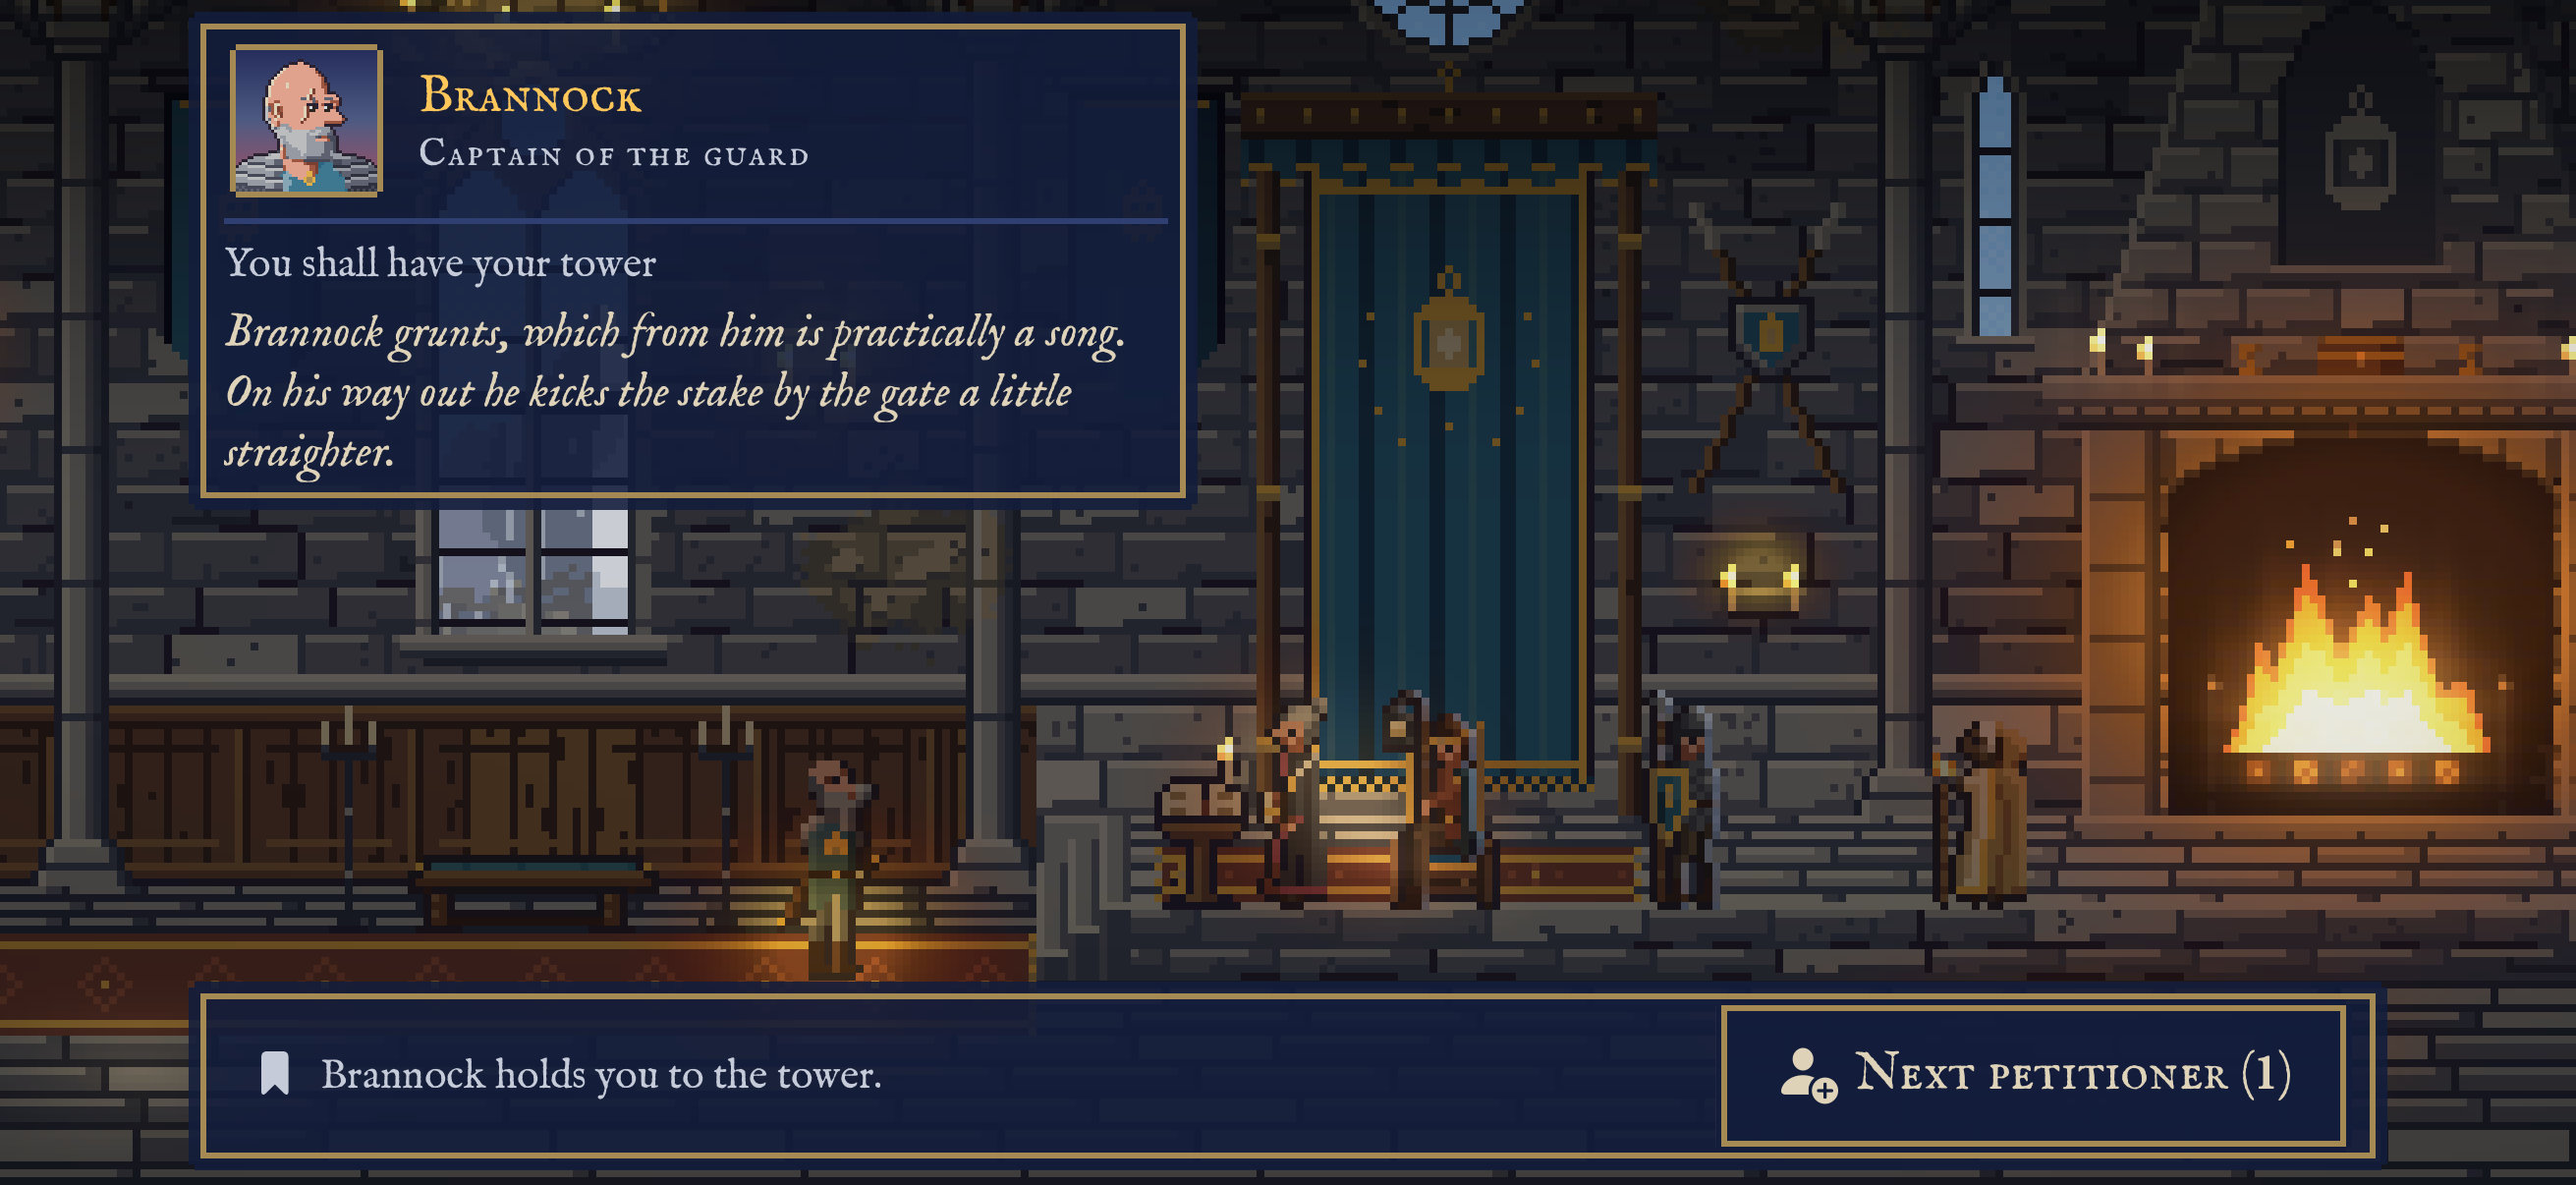 Brannock
Captain of the guard
You shall have your tower
Brannock grunts, which from him is practically a song.
On his way out he kicks the stake by the gate a little
straighter.
Brannock holds you to the tower.
Next petitioner (1)